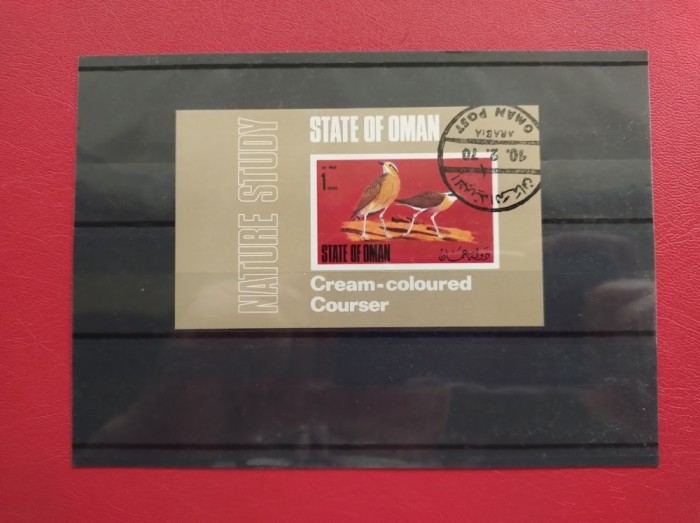 NATURE STUDY
STATE OF OMAN
OMAN POST
ARABIA
10. 2. 70
1
STATE OF OMAN
Cream-coloured
Courser